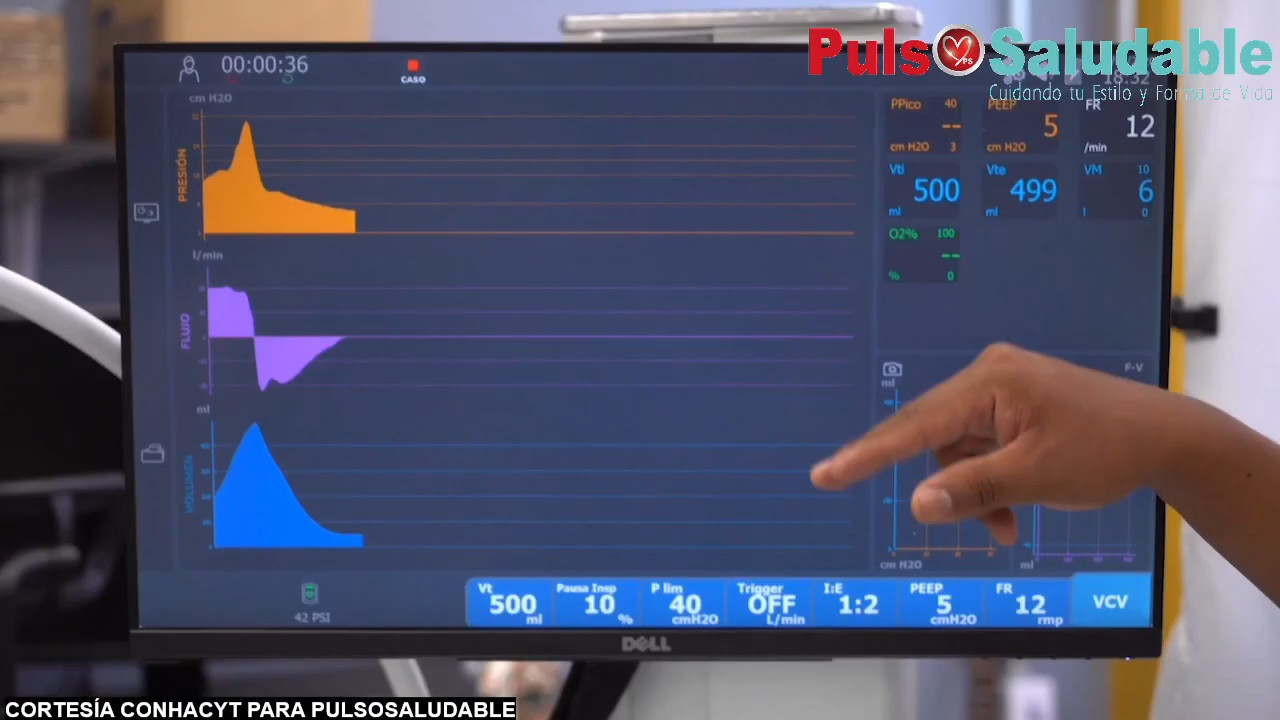 PulsoSaludable
Cuidando tu Estilo y Forma de Vida
00:00:36
CASO
18:32
cm H2O
PRESIÓN
l/min
FLUJO
ml
VOLUMEN
PPico 40
--
cm H2O 3
PEEP
5
cm H2O
FR
12
/min
Vti
500
ml
Vte
499
ml
VM 10
6
l 0
O2% 100
--
% 0
ml
F-V
cm H2O
ml
42 PSI
Vt
500
ml
Pausa Insp
10
%
P lim
40
cmH2O
Trigger
OFF
L/min
I:E
1:2
PEEP
5
cmH2O
FR
12
rmp
VCV
DELL
CORTESÍA CONHACYT PARA PULSOSALUDABLE